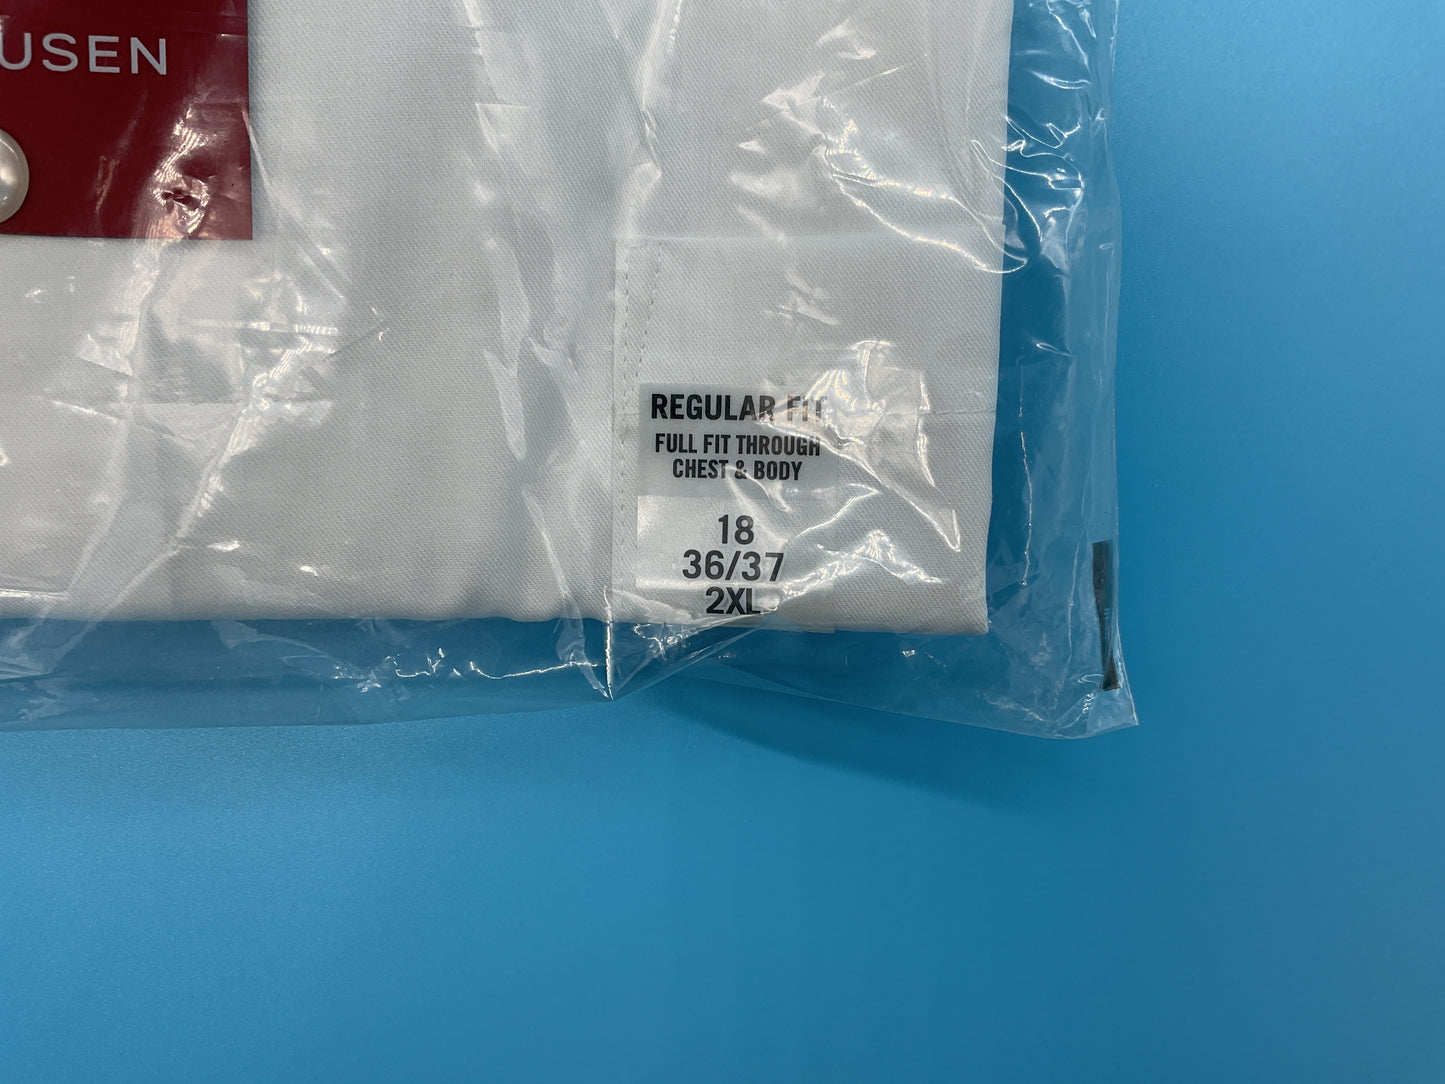 USEN
REGULAR FIT
FULL FIT THROUGH
CHEST & BODY
18
36/37
2XL